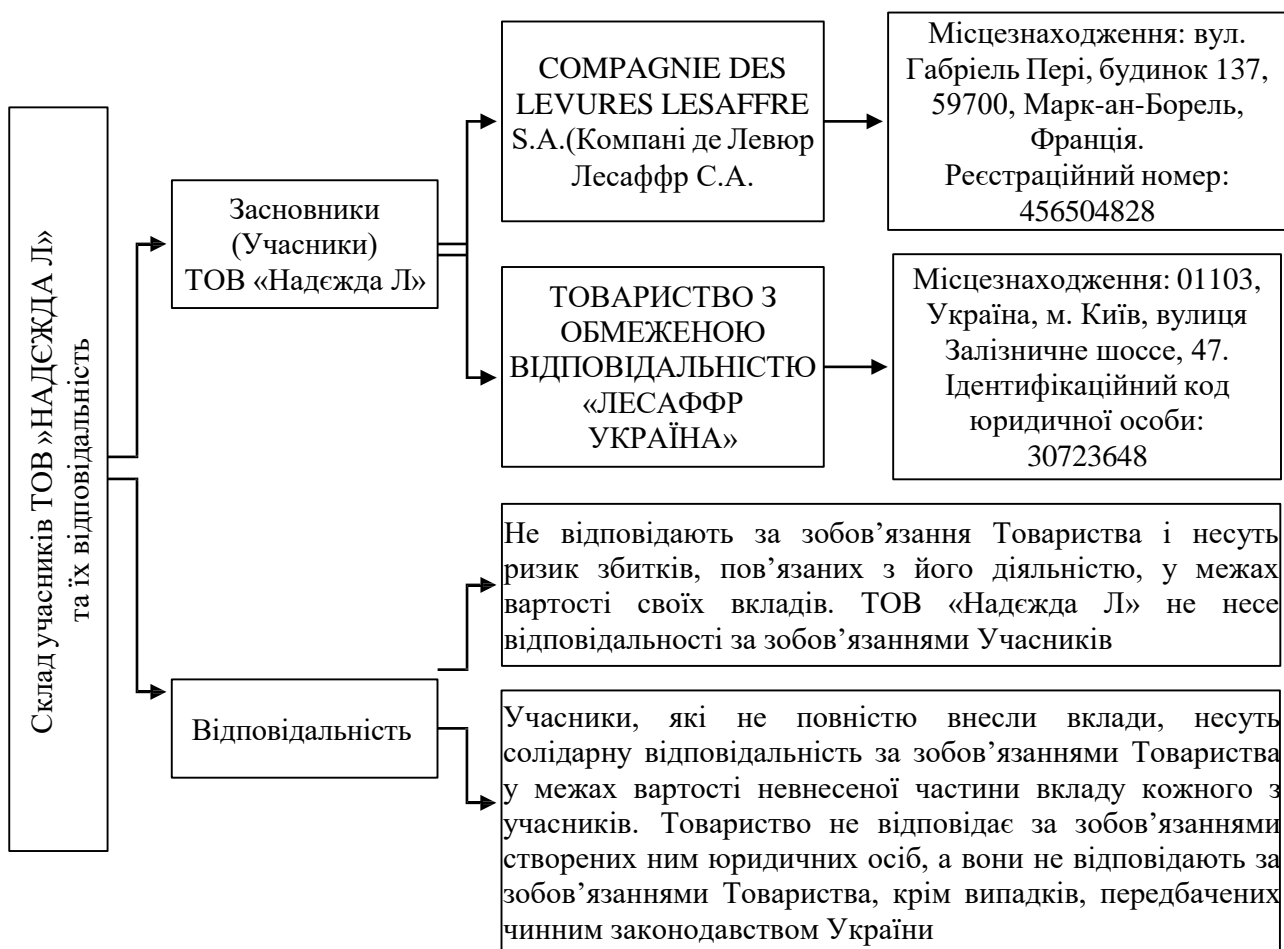 Склад учасників ТОВ »НАДЄЖДА Л»
та їх відповідальність
Засновники
(Учасники)
ТОВ «Надєжда Л»
COMPAGNIE DES
LEVURES LESAFFRE
S.A.(Компані де Левюр
Лесаффр С.А.
Місцезнаходження: вул.
Габріель Пері, будинок 137,
59700, Марк-ан-Борель,
Франція.
Реєстраційний номер:
456504828
ТОВАРИСТВО З
ОБМЕЖЕНОЮ
ВІДПОВІДАЛЬНІСТЮ
«ЛЕСАФФР
УКРАЇНА»
Місцезнаходження: 01103,
Україна, м. Київ, вулиця
Залізничне шоссе, 47.
Ідентифікаційний код
юридичної особи:
30723648
Відповідальність
Не відповідають за зобов’язання Товариства і несуть
ризик збитків, пов’язаних з його діяльністю, у межах
вартості своїх вкладів. ТОВ «Надєжда Л» не несе
відповідальності за зобов’язаннями Учасників
Учасники, які не повністю внесли вклади, несуть
солідарну відповідальність за зобов’язаннями Товариства
у межах вартості невнесеної частини вкладу кожного з
учасників. Товариство не відповідає за зобов’язаннями
створених ним юридичних осіб, а вони не відповідають за
зобов’язаннями Товариства, крім випадків, передбачених
чинним законодавством України